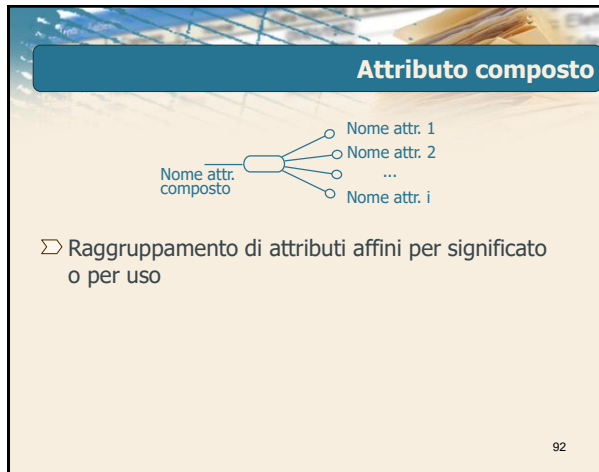 Attributo composto
Nome attr. 1
Nome attr. 2
...
Nome attr. i
Nome attr.
composto
Raggruppamento di attributi affini per significato
o per uso
92